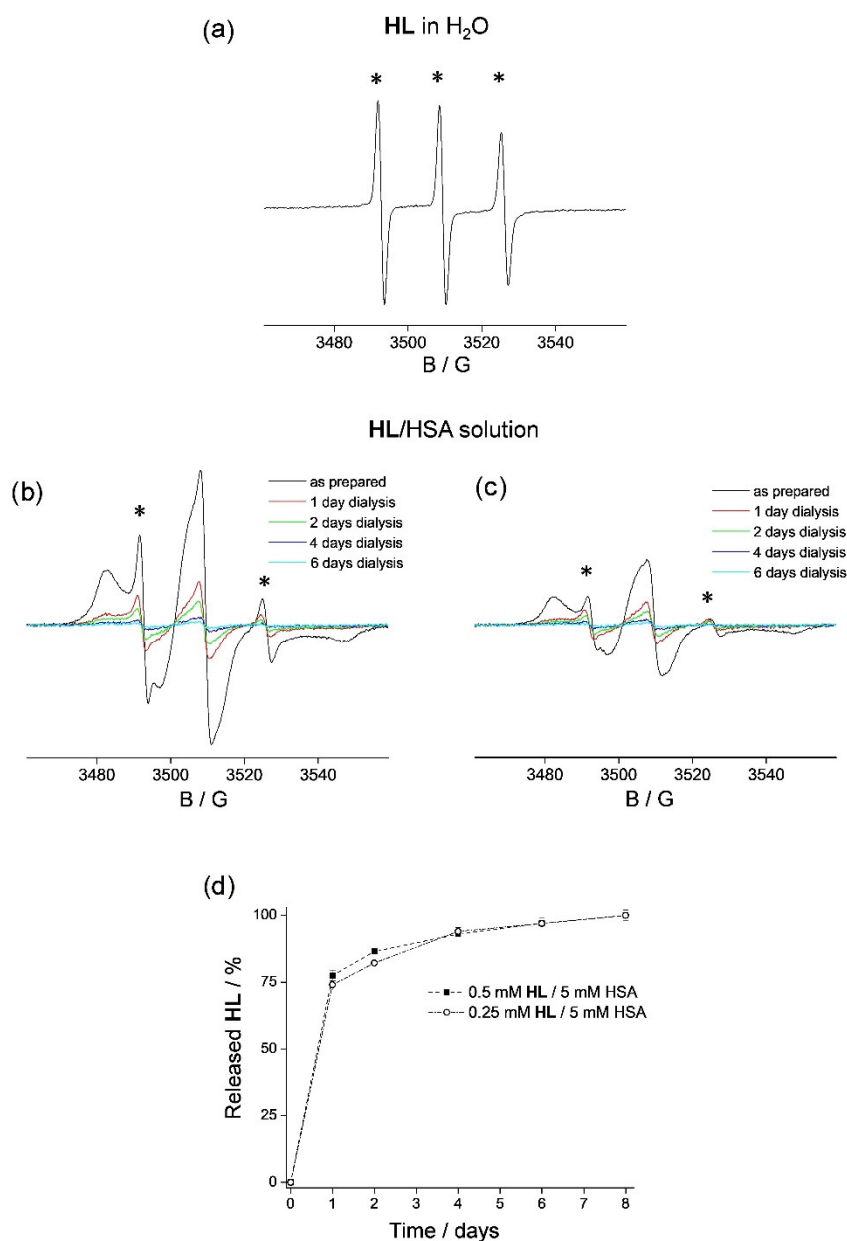 (a)
HL in H₂O
* * *
3480 3500 3520 3540
B / G
HL/HSA solution
(b)
*
*
as prepared
1 day dialysis
2 days dialysis
4 days dialysis
6 days dialysis
3480 3500 3520 3540
B / G
(c)
*
*
as prepared
1 day dialysis
2 days dialysis
4 days dialysis
6 days dialysis
3480 3500 3520 3540
B / G
(d)
100
75
50
25
0
Released HL / %
0.5 mM HL / 5 mM HSA
0.25 mM HL / 5 mM HSA
0 1 2 3 4 5 6 7 8
Time / days